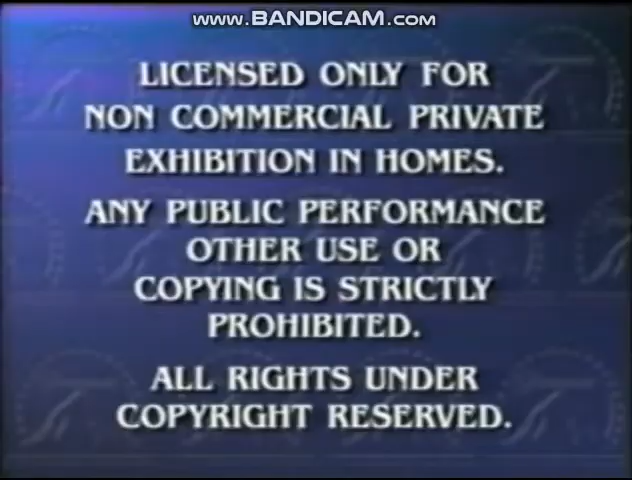 www.BANDICAM.com
LICENSED ONLY FOR
NON COMMERCIAL PRIVATE
EXHIBITION IN HOMES.
ANY PUBLIC PERFORMANCE
OTHER USE OR
COPYING IS STRICTLY
PROHIBITED.
ALL RIGHTS UNDER
COPYRIGHT RESERVED.